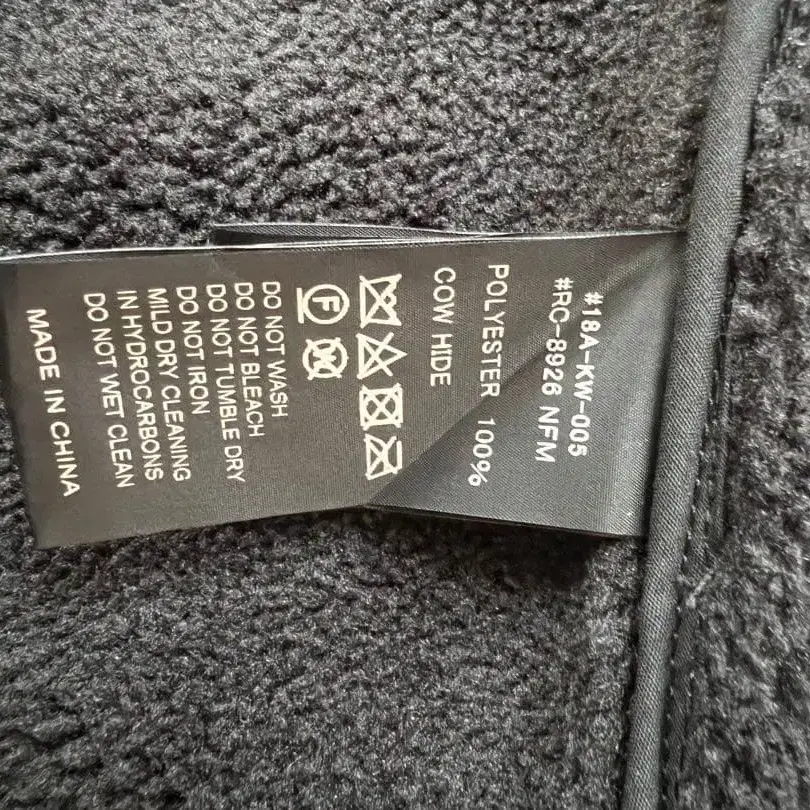 #18A-KW-005
#RC-8926 NFM
POLYESTER 100%
COW HIDE
F
DO NOT WASH
DO NOT BLEACH
DO NOT TUMBLE DRY
DO NOT IRON
MILD DRY CLEANING
IN HYDROCARBONS
DO NOT WET CLEAN
MADE IN CHINA